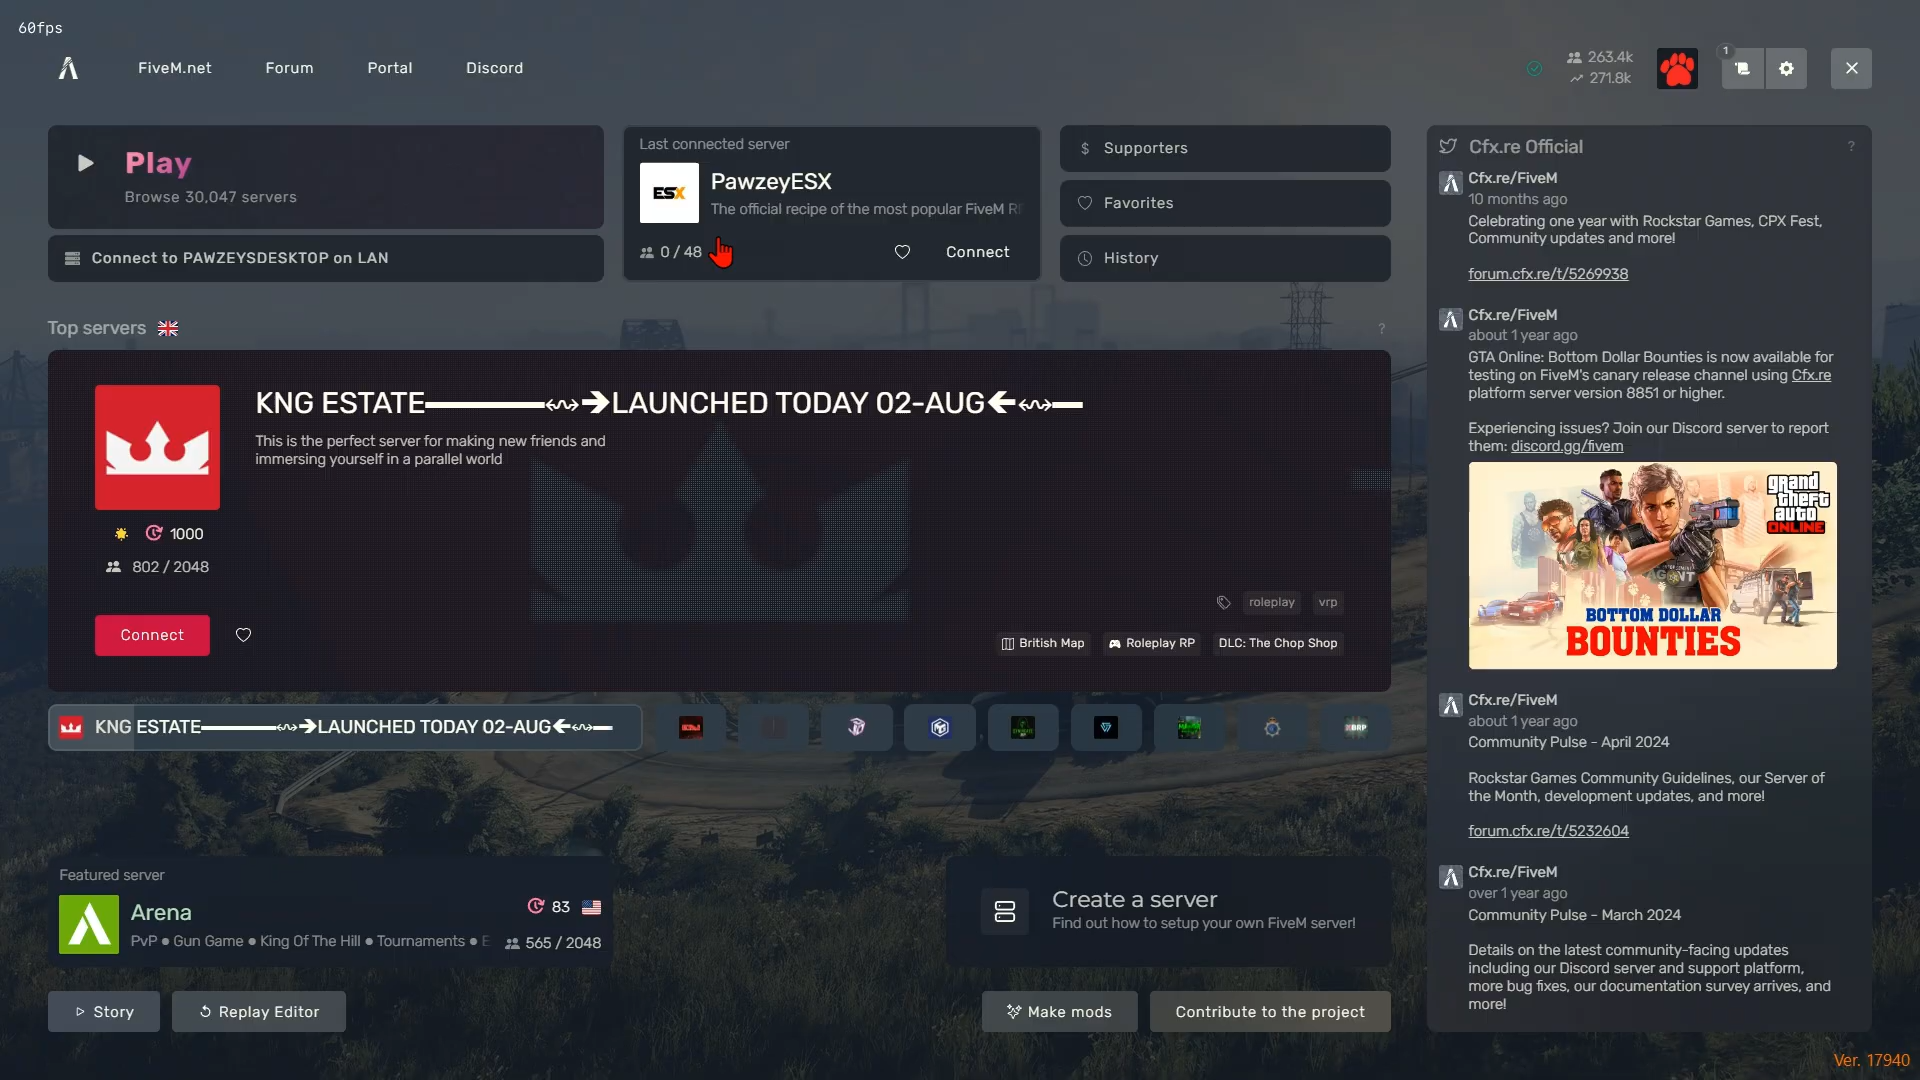 60fps
FiveM.net
Forum
Portal
Discord
263.4k
271.8k
1
Play
Browse 30,047 servers
Connect to PAWZEYSDESKTOP on LAN
Last connected server
ESX
PawzeyESX
The official recipe of the most popular FiveM R
0 / 48
Connect
Supporters
Favorites
History
Top servers
?
KNG ESTATE━━━━━━⇿➔LAUNCHED TODAY 02-AUG🡰⇿━
This is the perfect server for making new friends and
immersing yourself in a parallel world
1000
802 / 2048
Connect
roleplay
vrp
British Map
Roleplay RP
DLC: The Chop Shop
KNG ESTATE━━━━━━⇿➔LAUNCHED TODAY 02-AUG🡰⇿━
Featured server
Arena
PvP ● Gun Game ● King Of The Hill ● Tournaments ● E
83
565 / 2048
Create a server
Find out how to setup your own FiveM server!
Story
Replay Editor
Make mods
Contribute to the project
Cfx.re Official
?
Cfx.re/FiveM
10 months ago
Celebrating one year with Rockstar Games, CPX Fest,
Community updates and more!
forum.cfx.re/t/5269938
Cfx.re/FiveM
about 1 year ago
GTA Online: Bottom Dollar Bounties is now available for
testing on FiveM's canary release channel using Cfx.re
platform server version 8851 or higher.
Experiencing issues? Join our Discord server to report
them: discord.gg/fivem
grand
theft
auto
ONLINE
BOTTOM DOLLAR
BOUNTIES
Cfx.re/FiveM
about 1 year ago
Community Pulse - April 2024
Rockstar Games Community Guidelines, our Server of
the Month, development updates, and more!
forum.cfx.re/t/5232604
Cfx.re/FiveM
over 1 year ago
Community Pulse - March 2024
Details on the latest community-facing updates
including our Discord server and support platform,
more bug fixes, our documentation survey arrives, and
more!
Ver. 17940